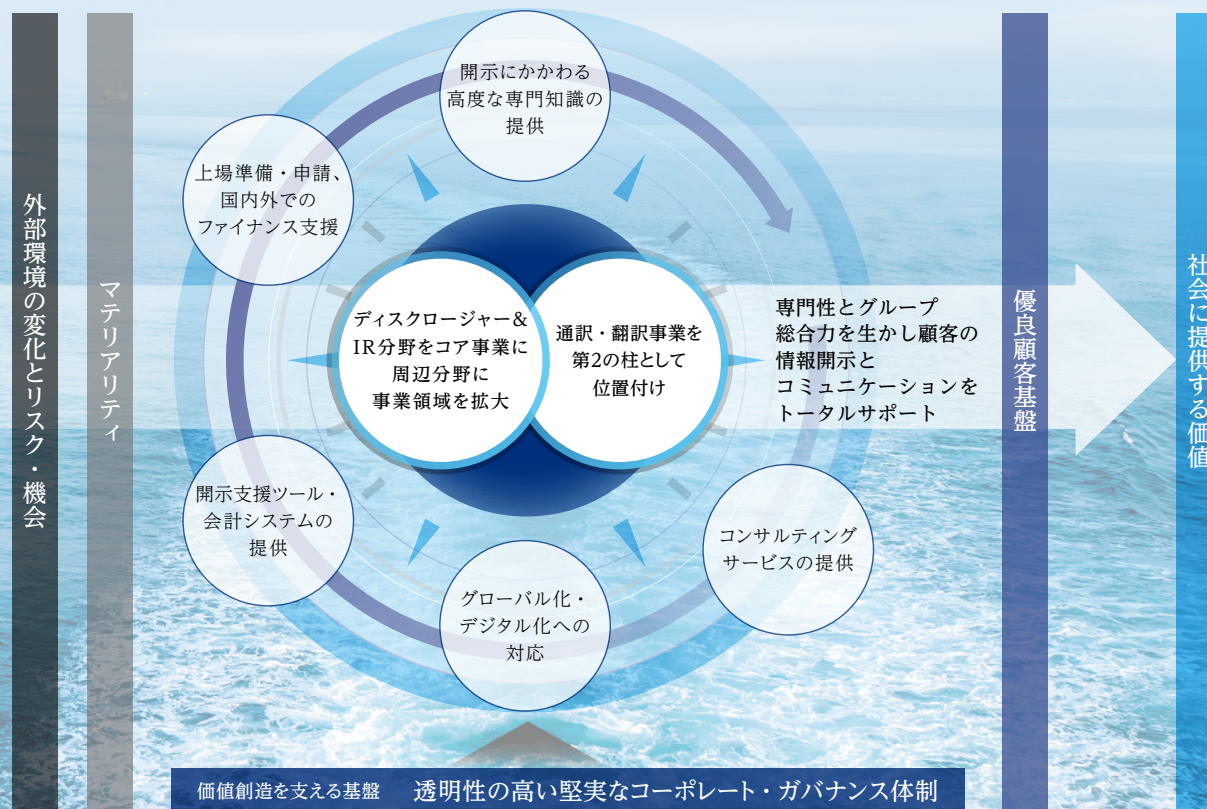 外部環境の変化とリスク・機会
マテリアリティ
開示にかかわる
高度な専門知識の
提供
上場準備・申請、
国内外での
ファイナンス支援
ディスクロージャー&
IR分野をコア事業に
周辺分野に
事業領域を拡大
通訳・翻訳事業を
第2の柱として
位置付け
専門性とグループ
総合力を生かし顧客の
情報開示と
コミュニケーションを
トータルサポート
開示支援ツール・
会計システムの
提供
グローバル化・
デジタル化への
対応
コンサルティング
サービスの提供
優良顧客基盤
社会に提供する価値
価値創造を支える基盤 透明性の高い堅実なコーポレート・ガバナンス体制